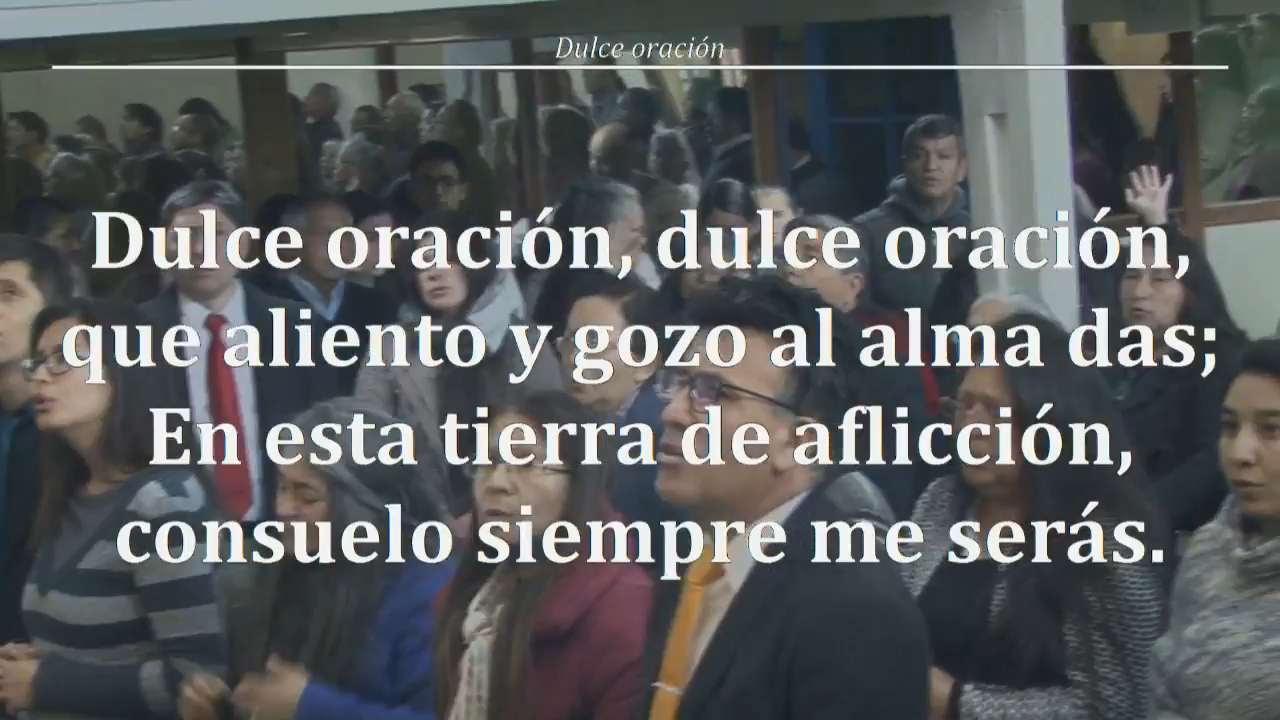 Dulce oración
Dulce oración, dulce oración,
que aliento y gozo al alma das;
En esta tierra de aflicción,
consuelo siempre me serás.